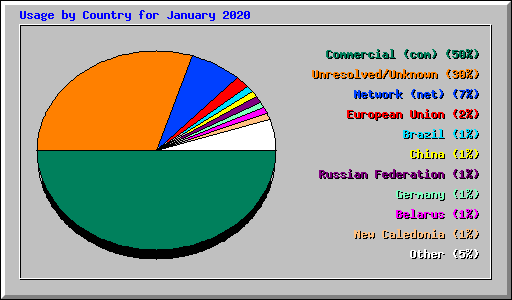 Usage by Country for January 2020
Commercial (com) (50%)
Unresolved/Unknown (30%)
Network (net) (7%)
European Union (2%)
Brazil (1%)
China (1%)
Russian Federation (1%)
Germany (1%)
Belarus (1%)
New Caledonia (1%)
Other (5%)